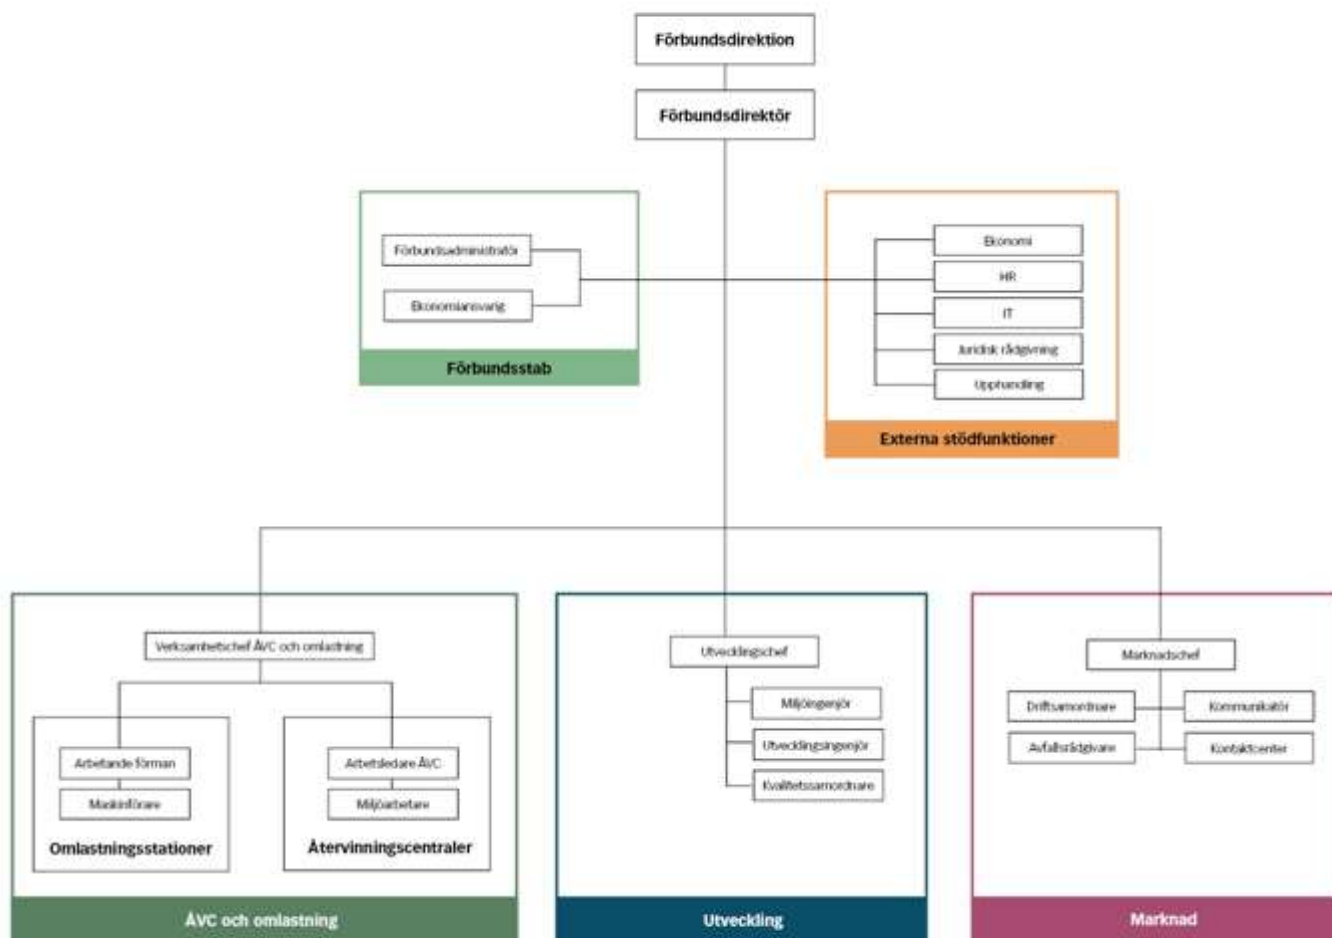 Förbundsdirektion
Förbundsdirektör
Förbundsadministratör
Ekonomiansvarig
Förbundsstab
Ekonomi
HR
IT
Juridisk rådgivning
Upphandling
Externa stödfunktioner
Verksamhetschef ÅVC och omlastning
Arbetande förman
Maskinförare
Omlastningsstationer
Arbetsledare ÅVC
Miljöarbetare
Återvinningscentraler
ÅVC och omlastning
Utvecklingschef
Miljöingenjör
Utvecklingsingenjör
Kvalitetssamordnare
Utveckling
Marknadschef
Driftsamordnare
Kommunikatör
Avfallsrådgivare
Kontaktcenter
Marknad